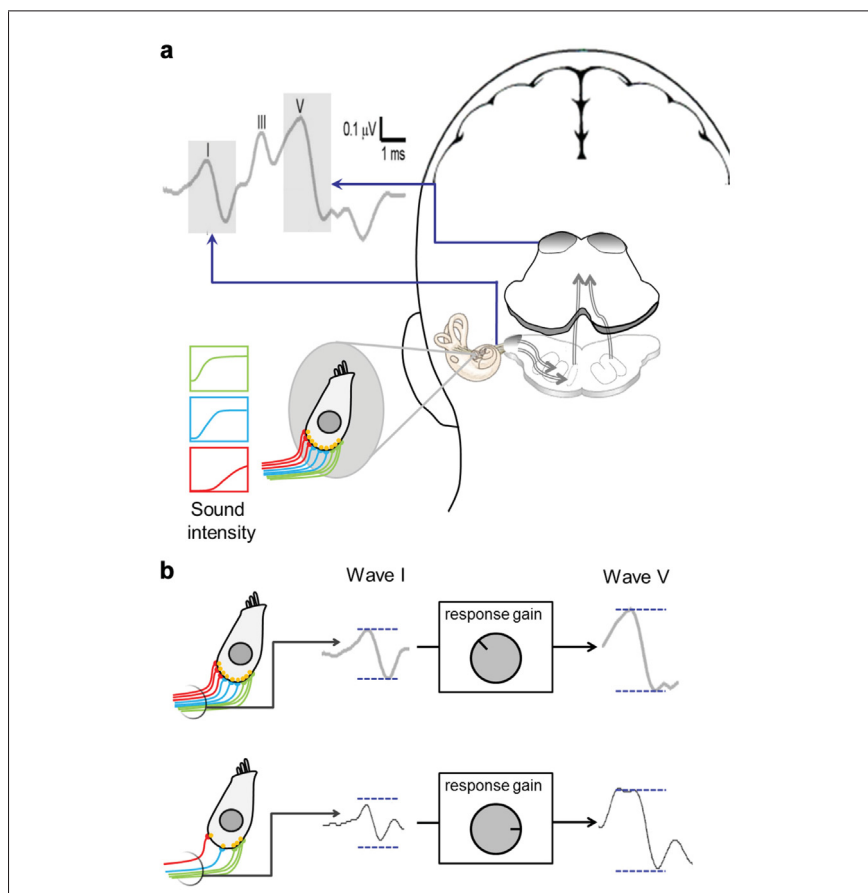 a
I
III
V
0.1 μV
1 ms
Sound
intensity
b
Wave I
Wave V
response gain
response gain